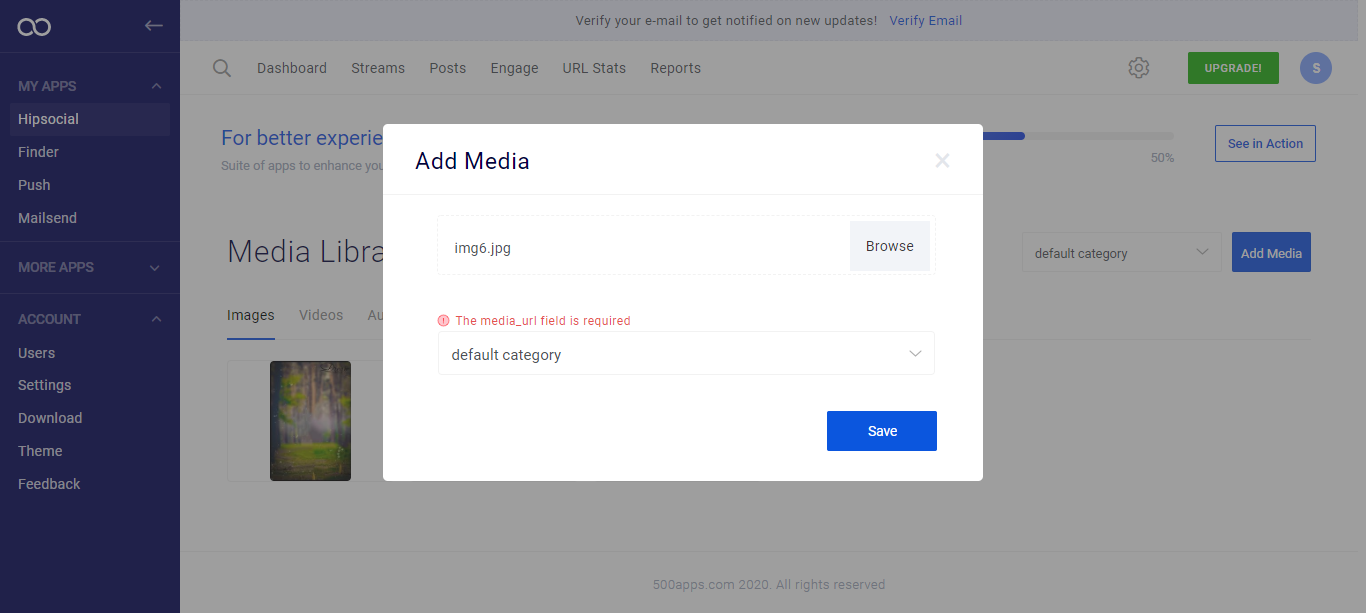 Verify your e-mail to get notified on new updates! Verify Email
Dashboard Streams Posts Engage URL Stats Reports UPGRADE! S
MY APPS
Hipsocial
Finder
Push
Mailsend
MORE APPS
ACCOUNT
Users
Settings
Download
Theme
Feedback
For better experie
Suite of apps to enhance you
50%
See in Action
Media Libra
default category
Add Media
Images Videos Au
Add Media
img6.jpg
Browse
The media_url field is required
default category
Save
500apps.com 2020. All rights reserved